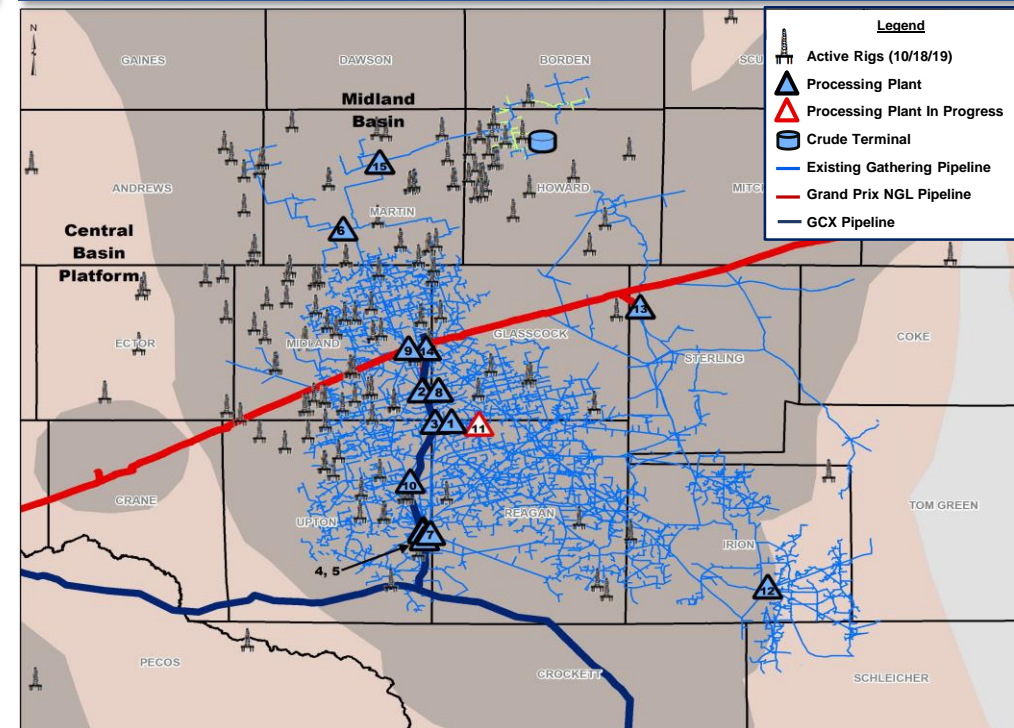 N
GAINES
DAWSON
BORDEN
SCU
Legend
Active Rigs (10/18/19)
Processing Plant
Processing Plant In Progress
Crude Terminal
Existing Gathering Pipeline
Grand Prix NGL Pipeline
GCX Pipeline
Midland
Basin
15
ANDREWS
HOWARD
MITCH
MARTIN
6
Central
Basin
Platform
13
ECTOR
MIDLAND
GLASSCOCK
STERLING
COKE
9
14
2
8
3
1
11
10
CRANE
UPTON
REAGAN
TOM GREEN
7
4, 5
IRION
12
PECOS
CROCKETT
SCHLEICHER